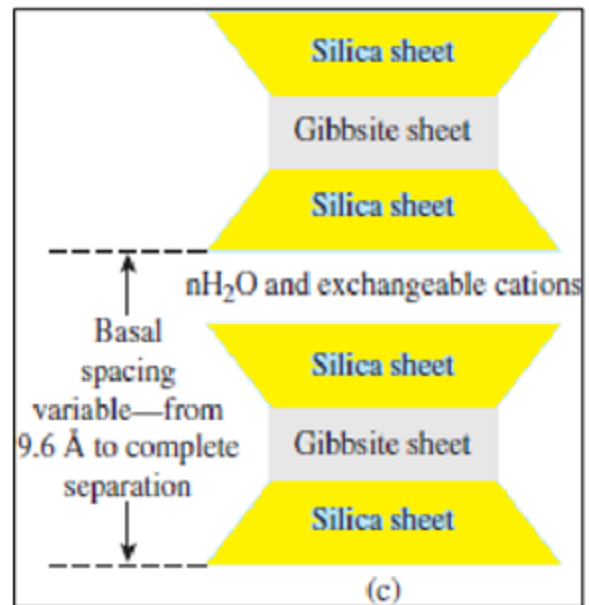 Silica sheet
Gibbsite sheet
Silica sheet
nH₂O and exchangeable cations
Basal
spacing
variable—from
9.6 Å to complete
separation
Silica sheet
Gibbsite sheet
Silica sheet
(c)